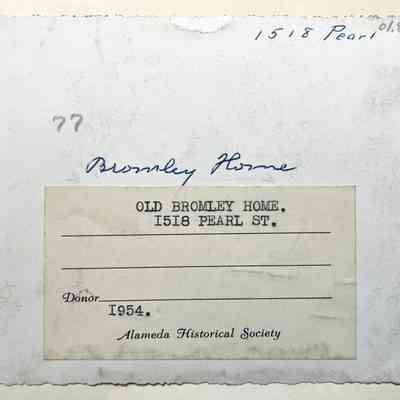 1518 Pearl
77
Bromley Home
OLD BROMLEY HOME.
1518 PEARL ST.
Donor
1954.
Alameda Historical Society